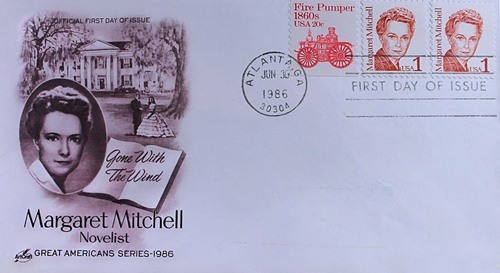 OFFICIAL FIRST DAY OF ISSUE
Gone With
The Wind
Margaret Mitchell
Novelist
ArtCraft
GREAT AMERICANS SERIES-1986
Fire Pumper
1860s
USA 20c
Margaret Mitchell
USA 1
Margaret Mitchell
USA 1
ATLANTA, GA
JUN 30
1986
30304
FIRST DAY OF ISSUE